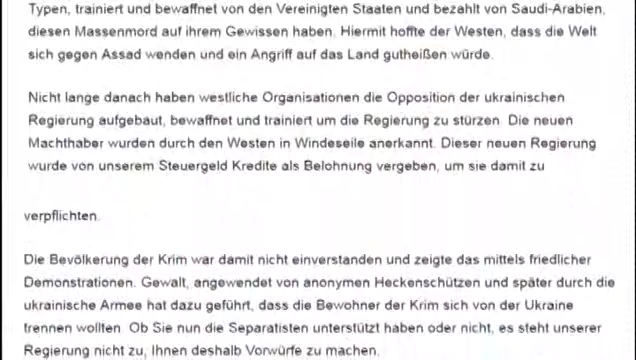 Typen, trainiert und bewaffnet von den Vereinigten Staaten und bezahlt von Saudi-Arabien,
diesen Massenmord auf ihrem Gewissen haben. Hiermit hoffte der Westen, dass die Welt
sich gegen Assad wenden und ein Angriff auf das Land gutheißen würde.
Nicht lange danach haben westliche Organisationen die Opposition der ukrainischen
Regierung aufgebaut, bewaffnet und trainiert um die Regierung zu stürzen. Die neuen
Machthaber wurden durch den Westen in Windeseile anerkannt. Dieser neuen Regierung
wurde von unserem Steuergeld Kredite als Belohnung vergeben, um sie damit zu
verpflichten.
Die Bevölkerung der Krim war damit nicht einverstanden und zeigte das mittels friedlicher
Demonstrationen. Gewalt, angewendet von anonymen Heckenschützen und später durch die
ukrainische Armee hat dazu geführt, dass die Bewohner der Krim sich von der Ukraine
trennen wollten. Ob Sie nun die Separatisten unterstützt haben oder nicht, es steht unserer
Regierung nicht zu, Ihnen deshalb Vorwürfe zu machen.